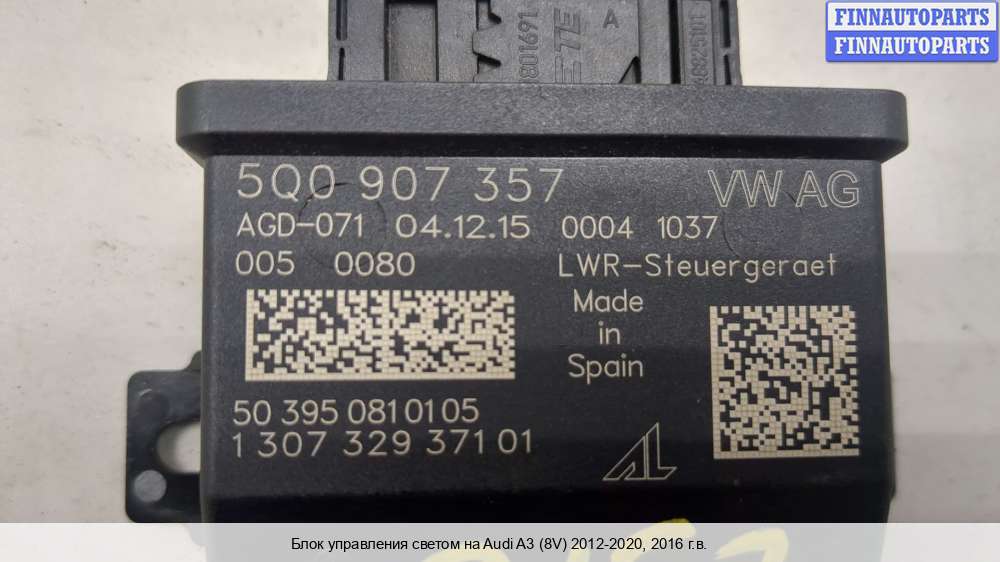 FINNAUTOPARTS
FINNAUTOPARTS
A
ETE
5Q0 907 357 VW AG
AGD-071 04.12.15 0004 1037
005 0080 LWR-Steuergeraet
Made
in
Spain
50 395 0810105
1 307 329 371 01
AL
Блок управления светом на Audi A3 (8V) 2012-2020, 2016 г.в.